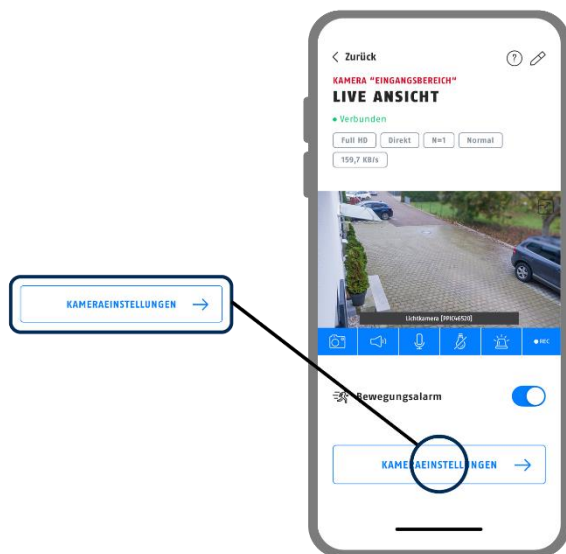 Zurück
KAMERA "EINGANGSBEREICH"
LIVE ANSICHT
Verbunden
Full HD Direkt N=1 Normal
159,7 KB/s
Lichtkamera [PPIC46520]
REC
Bewegungsalarm
KAMERAEINSTELLUNGEN
KAMERAEINSTELLUNGEN